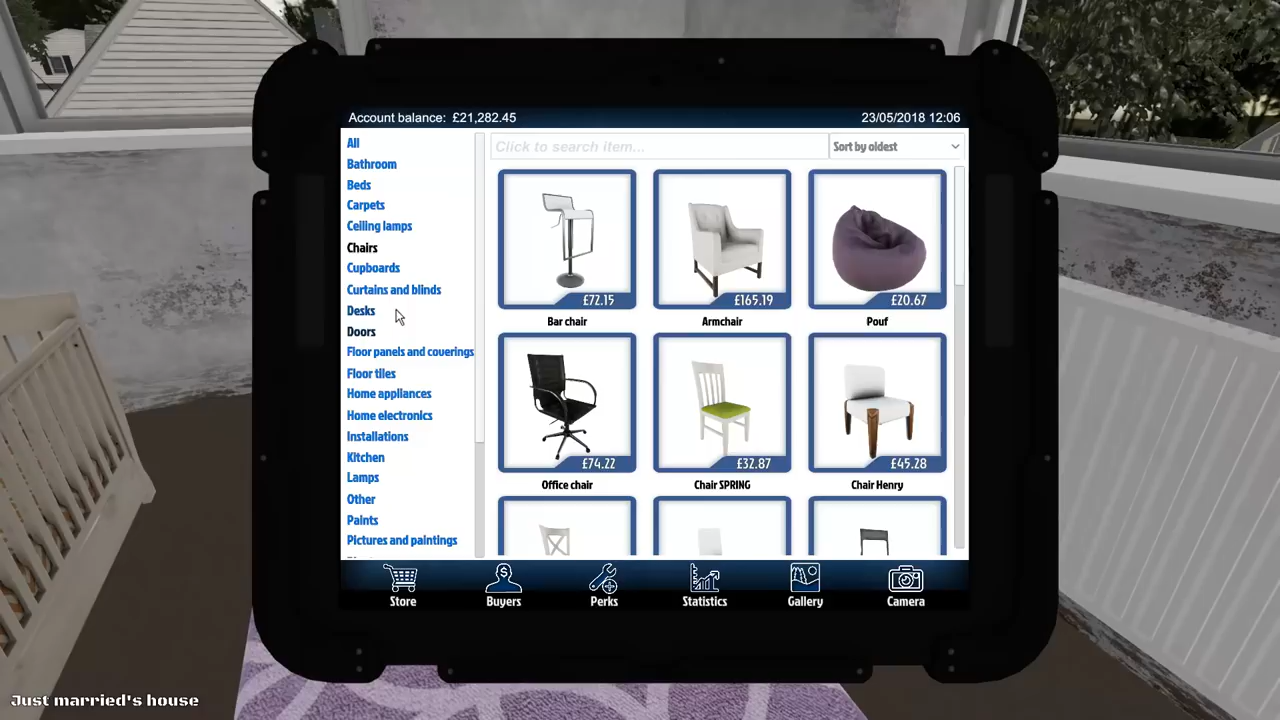 Account balance: £21,282.45
23/05/2018 12:06
All
Bathroom
Beds
Carpets
Ceiling lamps
Chairs
Cupboards
Curtains and blinds
Desks
Doors
Floor panels and coverings
Floor tiles
Home appliances
Home electronics
Installations
Kitchen
Lamps
Other
Paints
Pictures and paintings
Click to search item...
Sort by oldest
£72.15
£165.19
£20.67
Bar chair
Armchair
Pouf
£74.22
£32.87
£45.28
Office chair
Chair SPRING
Chair Henry
Store
Buyers
Perks
Statistics
Gallery
Camera
Just married's house